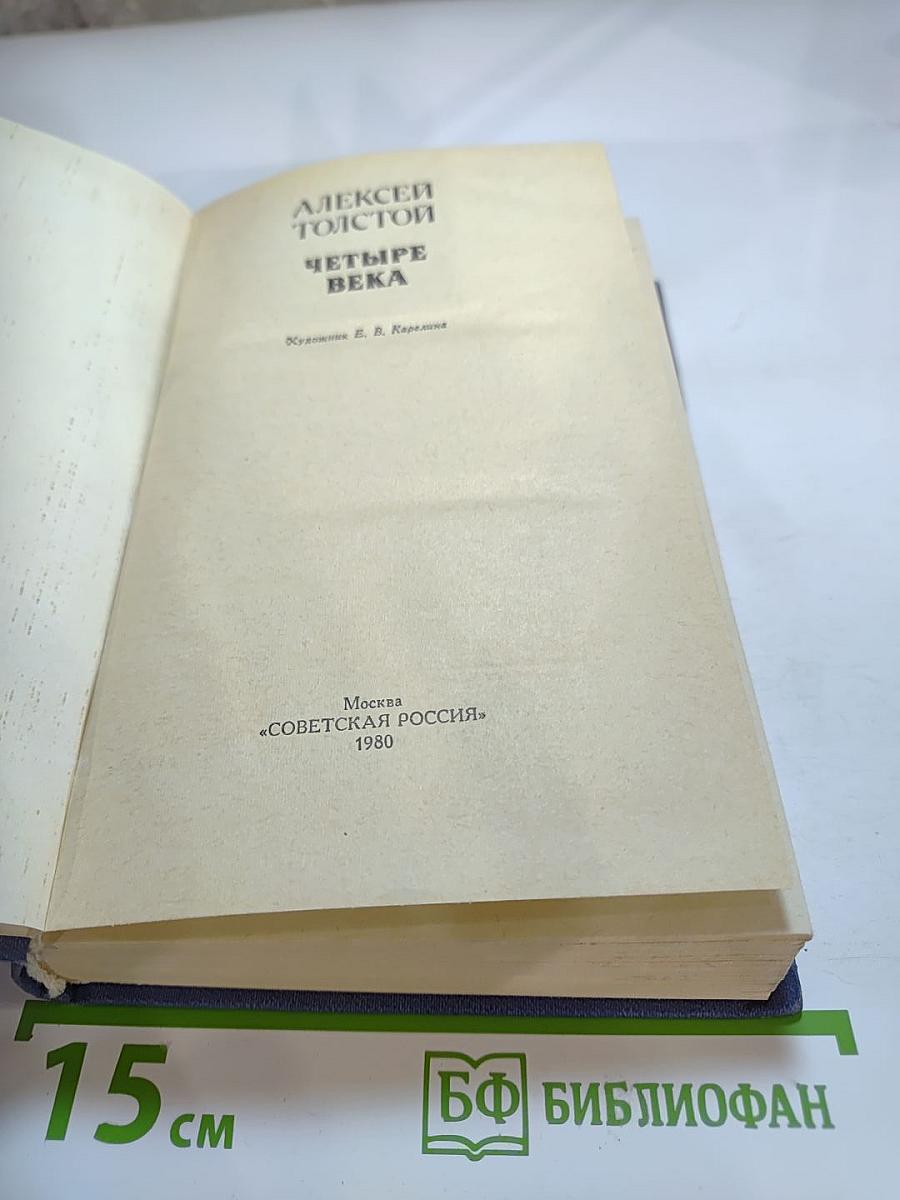 АЛЕКСЕЙ
ТОЛСТОЙ
ЧЕТЫРЕ
ВЕКА
Художник Е. В. Карелина
Москва
«СОВЕТСКАЯ РОССИЯ»
1980
15 см
БФ БИБЛИОФАН